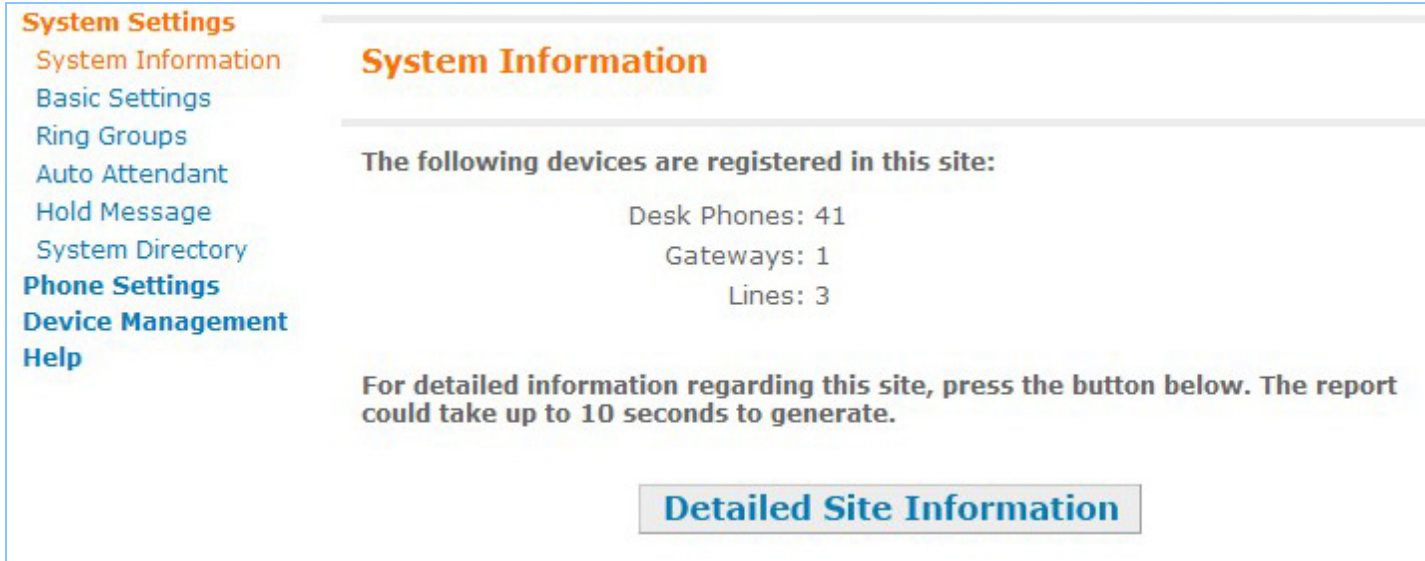 System Settings
System Information
Basic Settings
Ring Groups
Auto Attendant
Hold Message
System Directory
Phone Settings
Device Management
Help
System Information
The following devices are registered in this site:
Desk Phones: 41
Gateways: 1
Lines: 3
For detailed information regarding this site, press the button below. The report
could take up to 10 seconds to generate.
Detailed Site Information